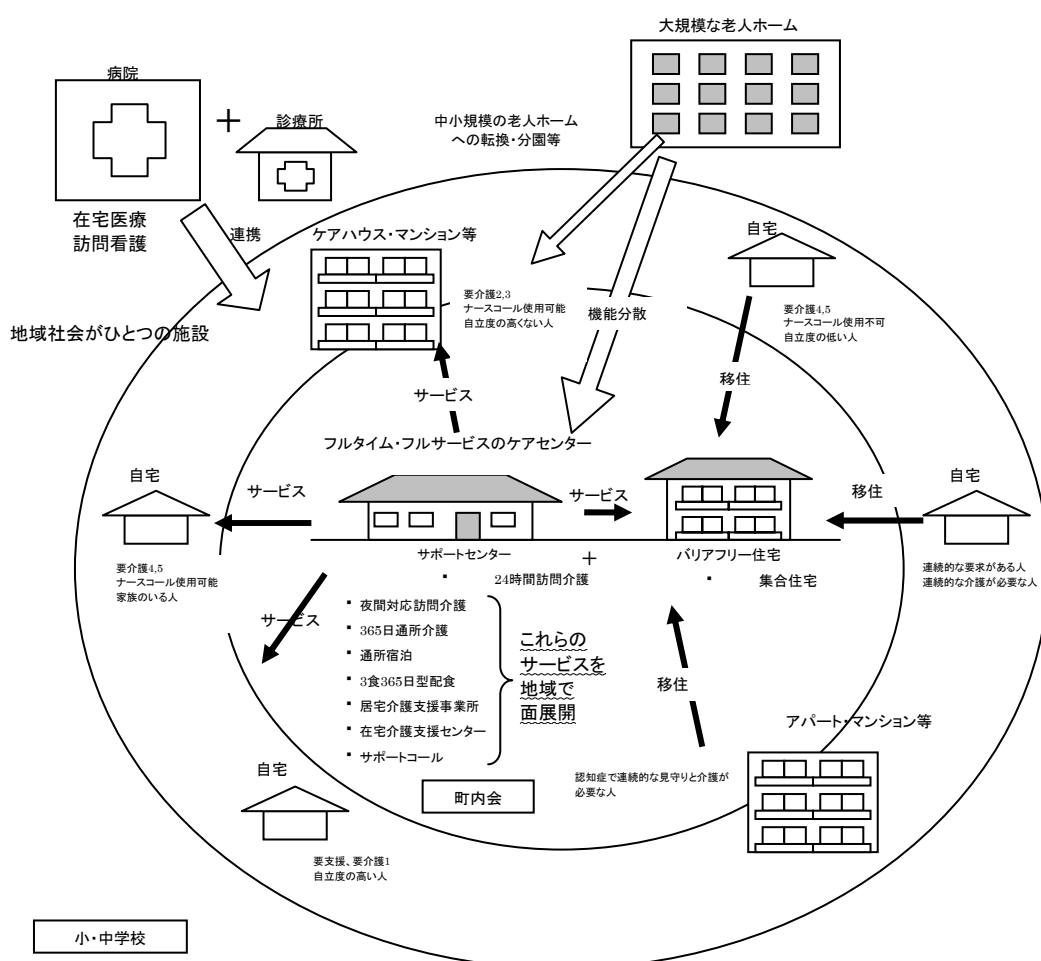 大規模な老人ホーム
病院
＋
診療所
中小規模の老人ホーム
への転換・分園等
在宅医療
訪問看護
連携
ケアハウス・マンション等
自宅
要介護2,3
ナースコール使用可能
自立度の高くない人
機能分散
要介護4,5
ナースコール使用不可
自立度の低い人
地域社会がひとつの施設
移住
サービス
フルタイム・フルサービスのケアセンター
自宅
サービス
サービス
移住
自宅
サポートセンター
＋
バリアフリー住宅
要介護4,5
ナースコール使用可能
家族のいる人
・ 24時間訪問介護
・ 集合住宅
連続的な要求がある人
連続的な介護が必要な人
サービス
・ 夜間対応訪問介護
・ 365日通所介護
・ 通所宿泊
・ 3食365日型配食
・ 居宅介護支援事業所
・ 在宅介護支援センター
・ サポートコール
これらの
サービスを
地域で
面展開
移住
アパート・マンション等
自宅
町内会
認知症で連続的な見守りと介護が
必要な人
要支援、要介護1
自立度の高い人
小・中学校